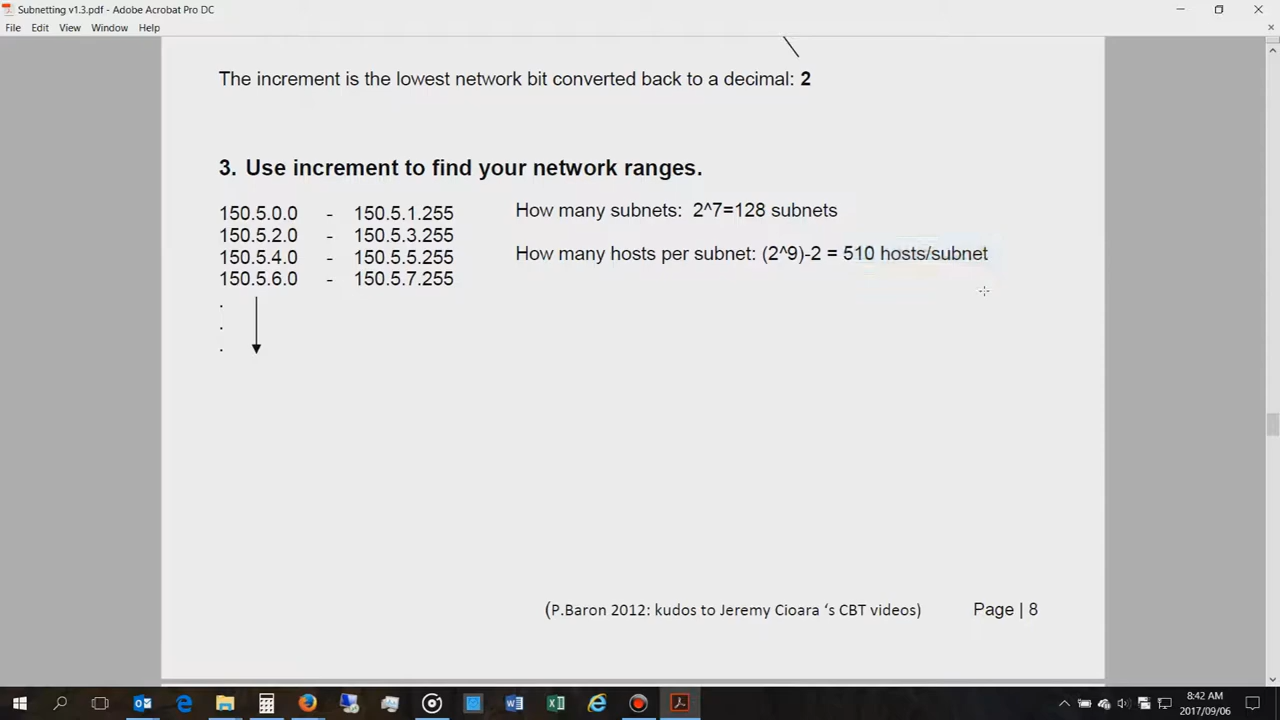 Subnetting v1.3.pdf - Adobe Acrobat Pro DC
File Edit View Window Help
The increment is the lowest network bit converted back to a decimal: 2
3. Use increment to find your network ranges.
150.5.0.0 - 150.5.1.255
150.5.2.0 - 150.5.3.255
150.5.4.0 - 150.5.5.255
150.5.6.0 - 150.5.7.255
.
.
.
How many subnets: 2^7=128 subnets
How many hosts per subnet: (2^9)-2 = 510 hosts/subnet
(P.Baron 2012: kudos to Jeremy Cioara ‘s CBT videos) Page | 8
8:42 AM
2017/09/06